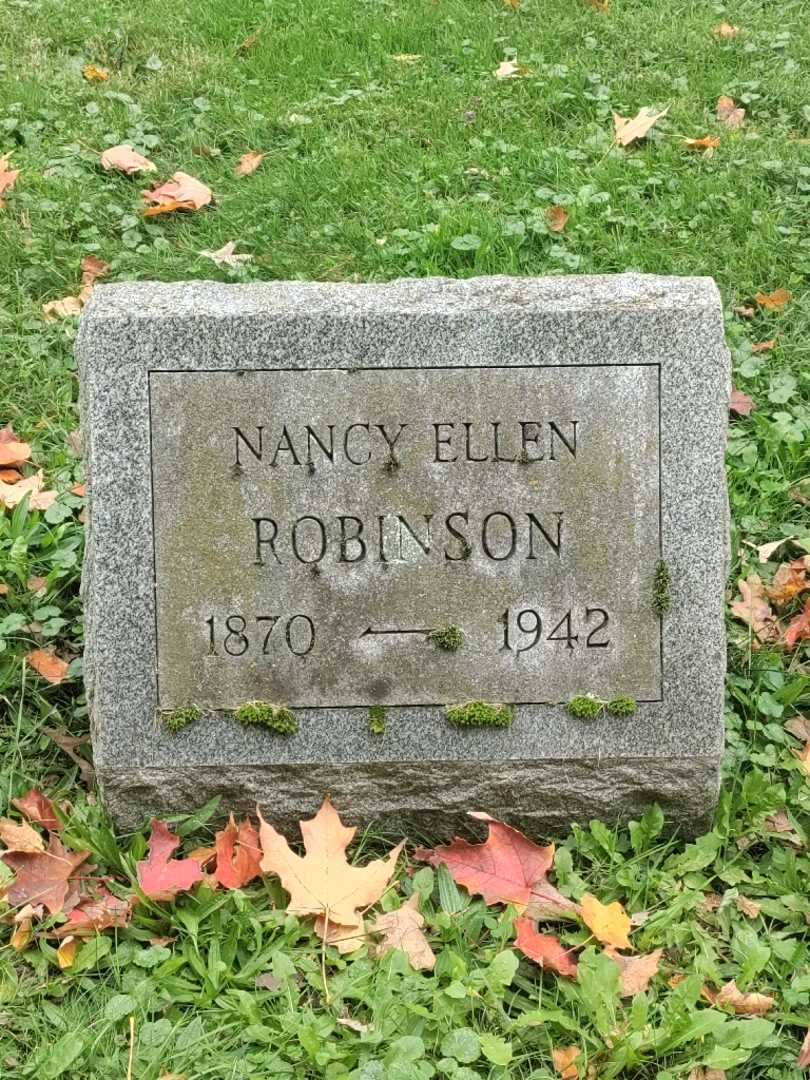 NANCY ELLEN
ROBINSON
1870 — 1942